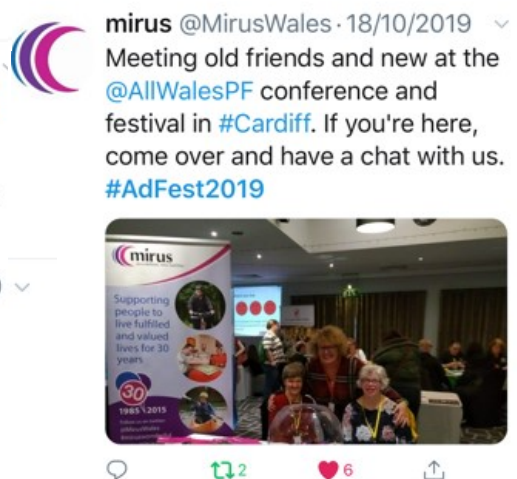 mirus @MirusWales · 18/10/2019
Meeting old friends and new at the
@AllWalesPF conference and
festival in #Cardiff. If you're here,
come over and have a chat with us.
#AdFest2019
mirus
Supporting
people to
live fulfilled
and valued
lives for 30
years
30
1985 2015
2
6